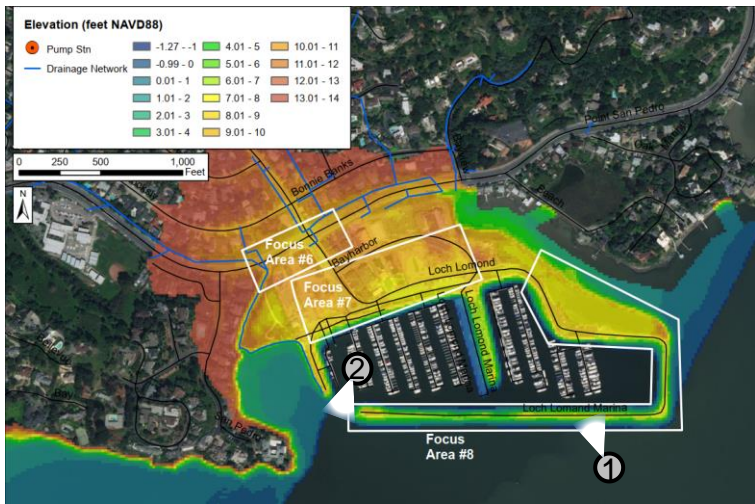 Elevation (feet NAVD88)
Pump Stn
Drainage Network
-1.27 - -1
-0.99 - 0
0.01 - 1
1.01 - 2
2.01 - 3
3.01 - 4
4.01 - 5
5.01 - 6
6.01 - 7
7.01 - 8
8.01 - 9
9.01 - 10
10.01 - 11
11.01 - 12
12.01 - 13
13.01 - 14
0 250 500 1,000
Feet
N
Point San Pedro
Bonnie Banks
Focus
Area #6
Bayharbor
Loch Lomond
Focus
Area #7
Loch Lomond Marina
2
Loch Lomand Marina
Focus
Area #8
1